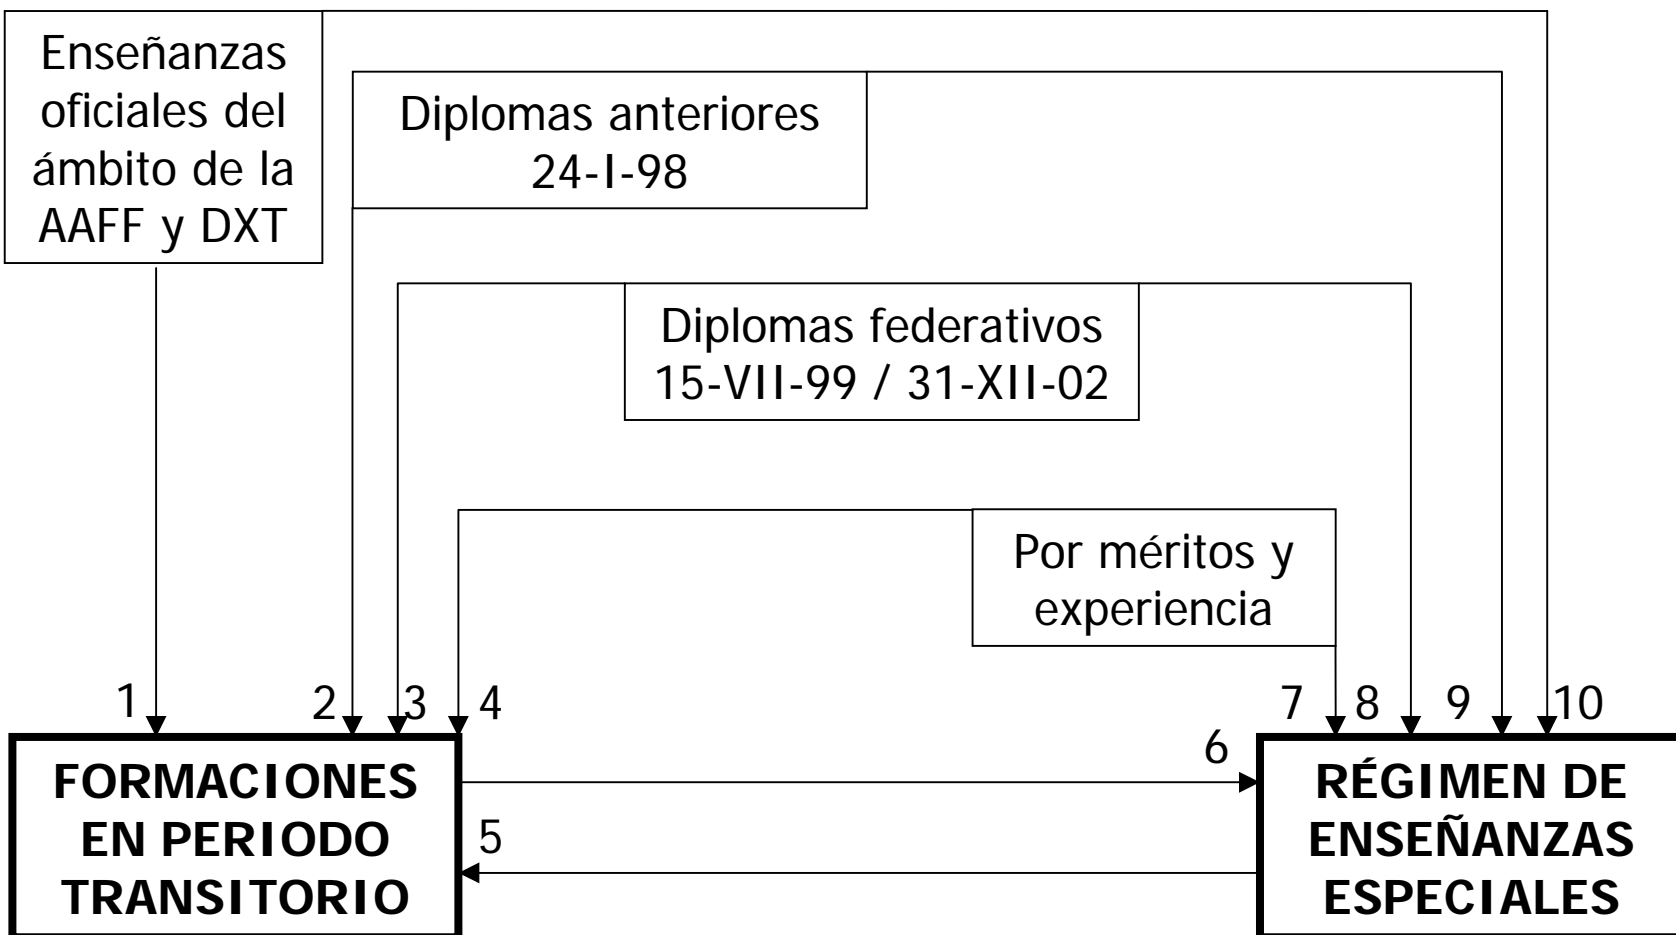 Enseñanzas
oficiales del
ámbito de la
AAFF y DXT
Diplomas anteriores
24-I-98
Diplomas federativos
15-VII-99 / 31-XII-02
Por méritos y
experiencia
1
2
3
4
7
8
9
10
6
5
FORMACIONES
EN PERIODO
TRANSITORIO
RÉGIMEN DE
ENSEÑANZAS
ESPECIALES